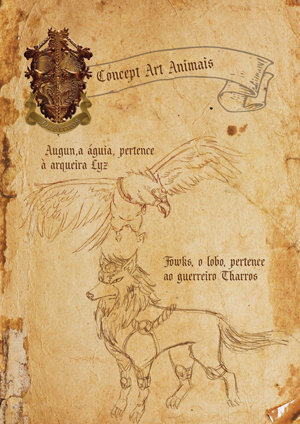 Concept Art Animais
Augun,a águia, pertence
à arqueira Lyz
Fowks, o lobo, pertence
ao guerreiro Tharros